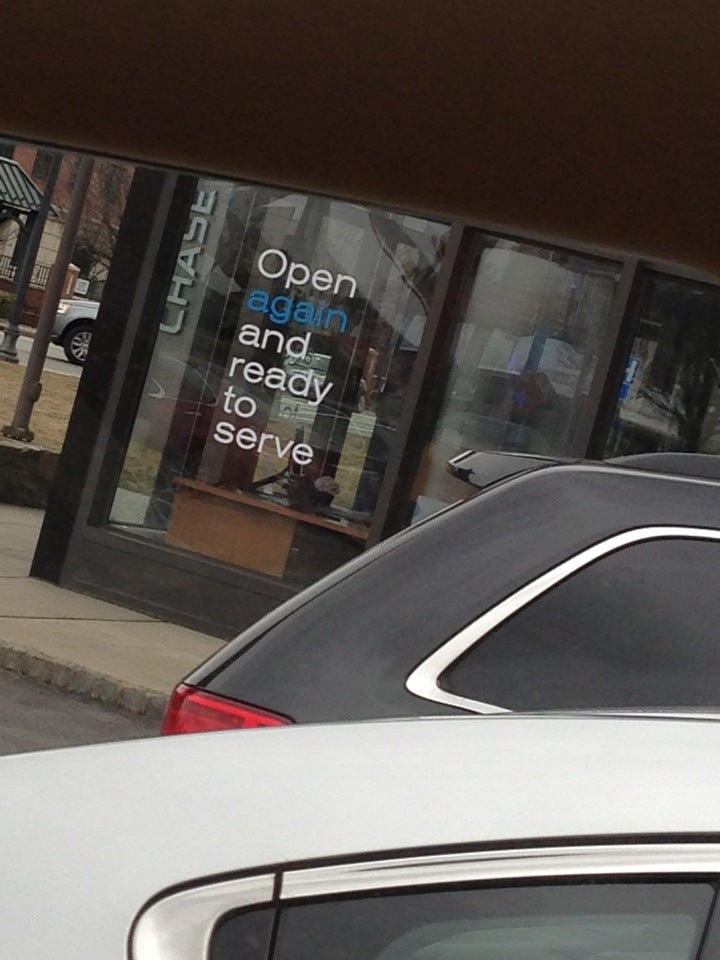 CHASE
Open
again
and
ready
to
serve